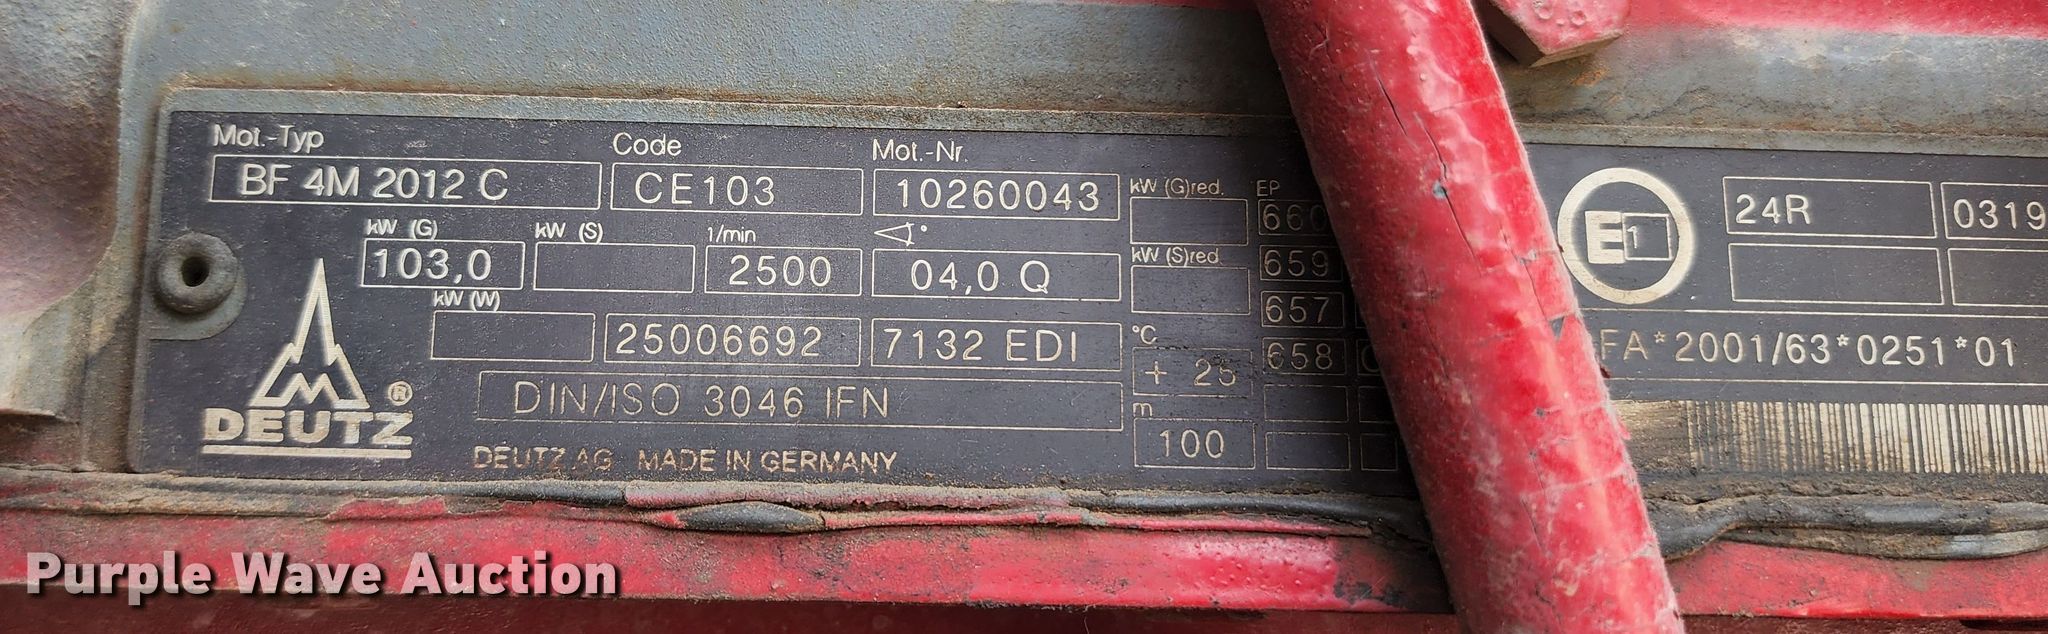 Mot.-Typ Code Mot.-Nr.
BF 4M 2012 C CE103 10260043 kW (G)red. EP
kW (G) kW (S) 1/min ° 24R 0319
103,0 2500 04,0 Q kW (S)red. 659
kW (W) 657
25006692 7132 EDI °C 658
+ 25
DIN/ISO 3046 IFN m
100
DEUTZ ®
DEUTZ AG MADE IN GERMANY
E1
FA*2001/63*0251*01
Purple Wave Auction